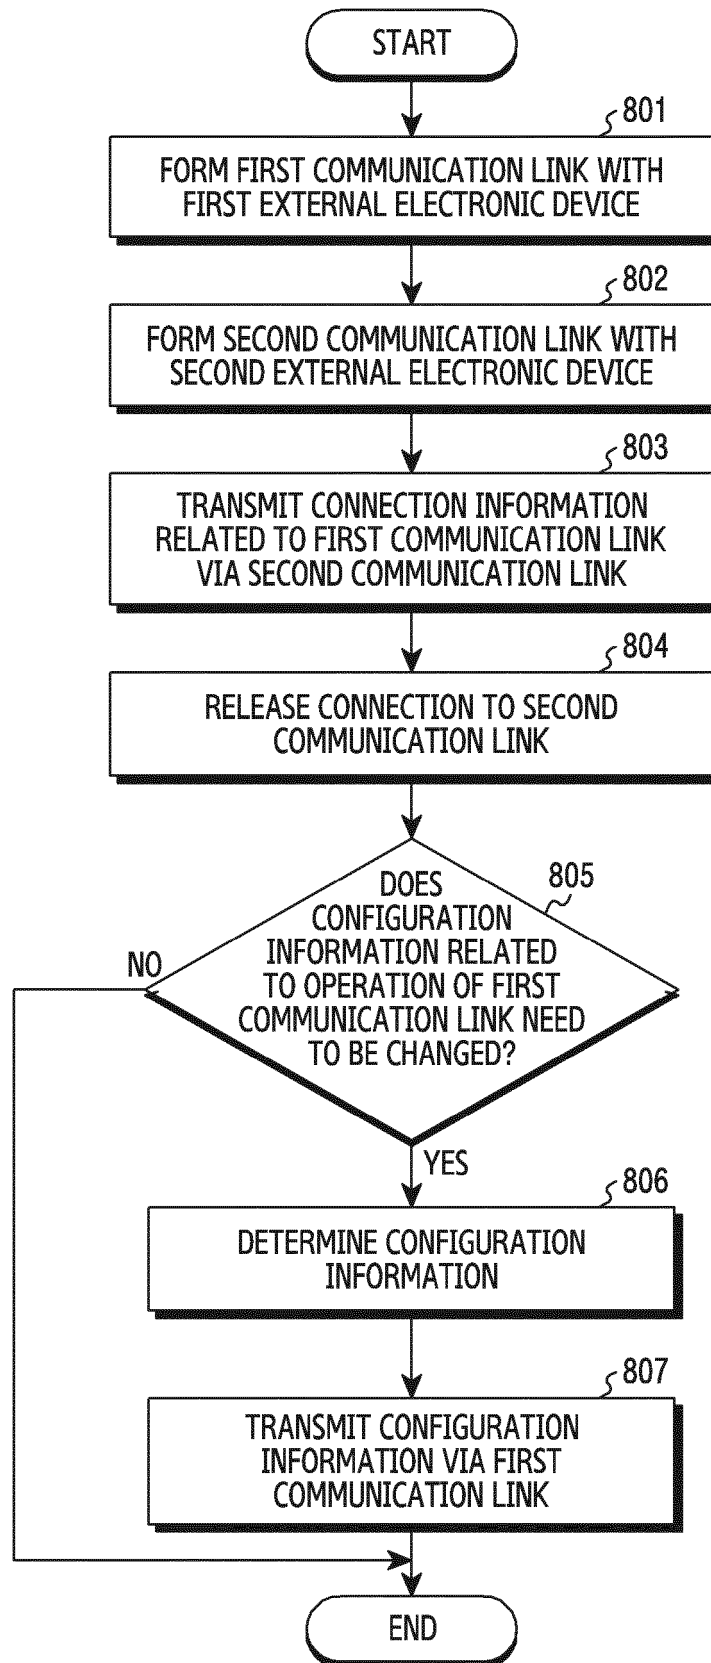 START
801
FORM FIRST COMMUNICATION LINK WITH
FIRST EXTERNAL ELECTRONIC DEVICE
802
FORM SECOND COMMUNICATION LINK WITH
SECOND EXTERNAL ELECTRONIC DEVICE
803
TRANSMIT CONNECTION INFORMATION
RELATED TO FIRST COMMUNICATION LINK
VIA SECOND COMMUNICATION LINK
804
RELEASE CONNECTION TO SECOND
COMMUNICATION LINK
805
DOES
CONFIGURATION
INFORMATION RELATED
TO OPERATION OF FIRST
COMMUNICATION LINK NEED
TO BE CHANGED?
NO
YES
806
DETERMINE CONFIGURATION
INFORMATION
807
TRANSMIT CONFIGURATION
INFORMATION VIA FIRST
COMMUNICATION LINK
END